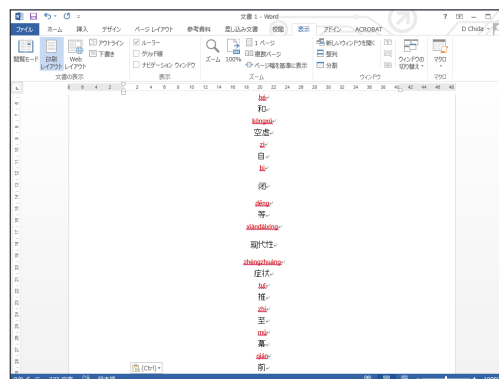 文書 1 - Word
ファイル ホーム 挿入 デザイン ページ レイアウト 参考資料 差し込み文書 校閲 表示 アドイン ACROBAT D Chida
閲覧モード 印刷レイアウト Web レイアウト アウトライン 下書き
ルーラー グリッド線 ナビゲーション ウィンドウ
ズーム 100% 1 ページ 複数ページ ページ幅を基準に表示
新しいウィンドウを開く 整列 分割
ウィンドウの切り替え マクロ
文書の表示 表示 ズーム ウィンドウ マクロ
hé
和
kōngxū
空虚
zì
自
bì
闭
děng
等
xiàndàixìng
现代性
zhèngzhuàng
症状
tuī
推
zhì
至
mù
幕
qián
前
(Ctrl)